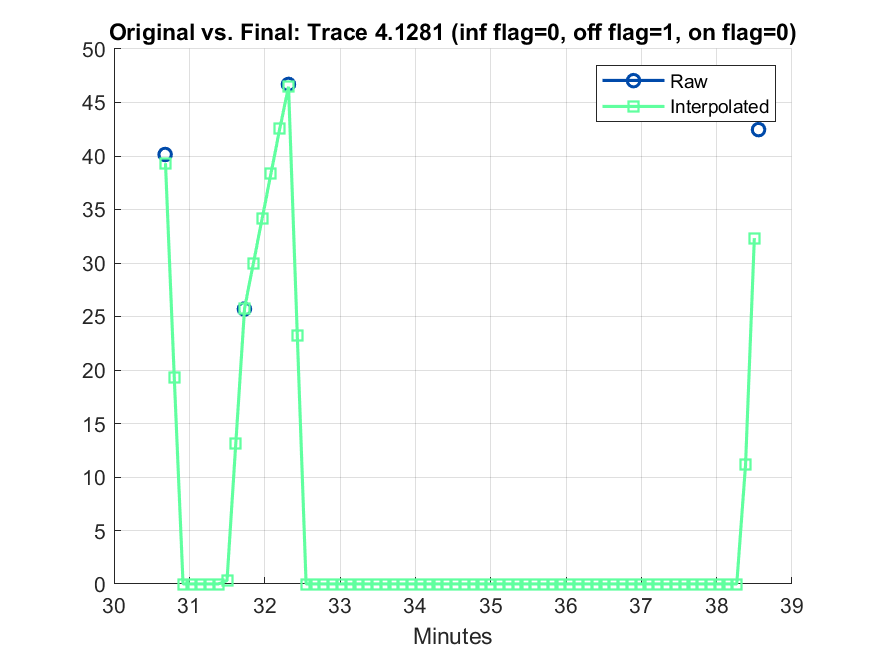 Original vs. Final: Trace 4.1281 (inf flag=0, off flag=1, on flag=0)
50
45
40
35
30
25
20
15
10
5
0
Raw
Interpolated
30 31 32 33 34 35 36 37 38 39
Minutes